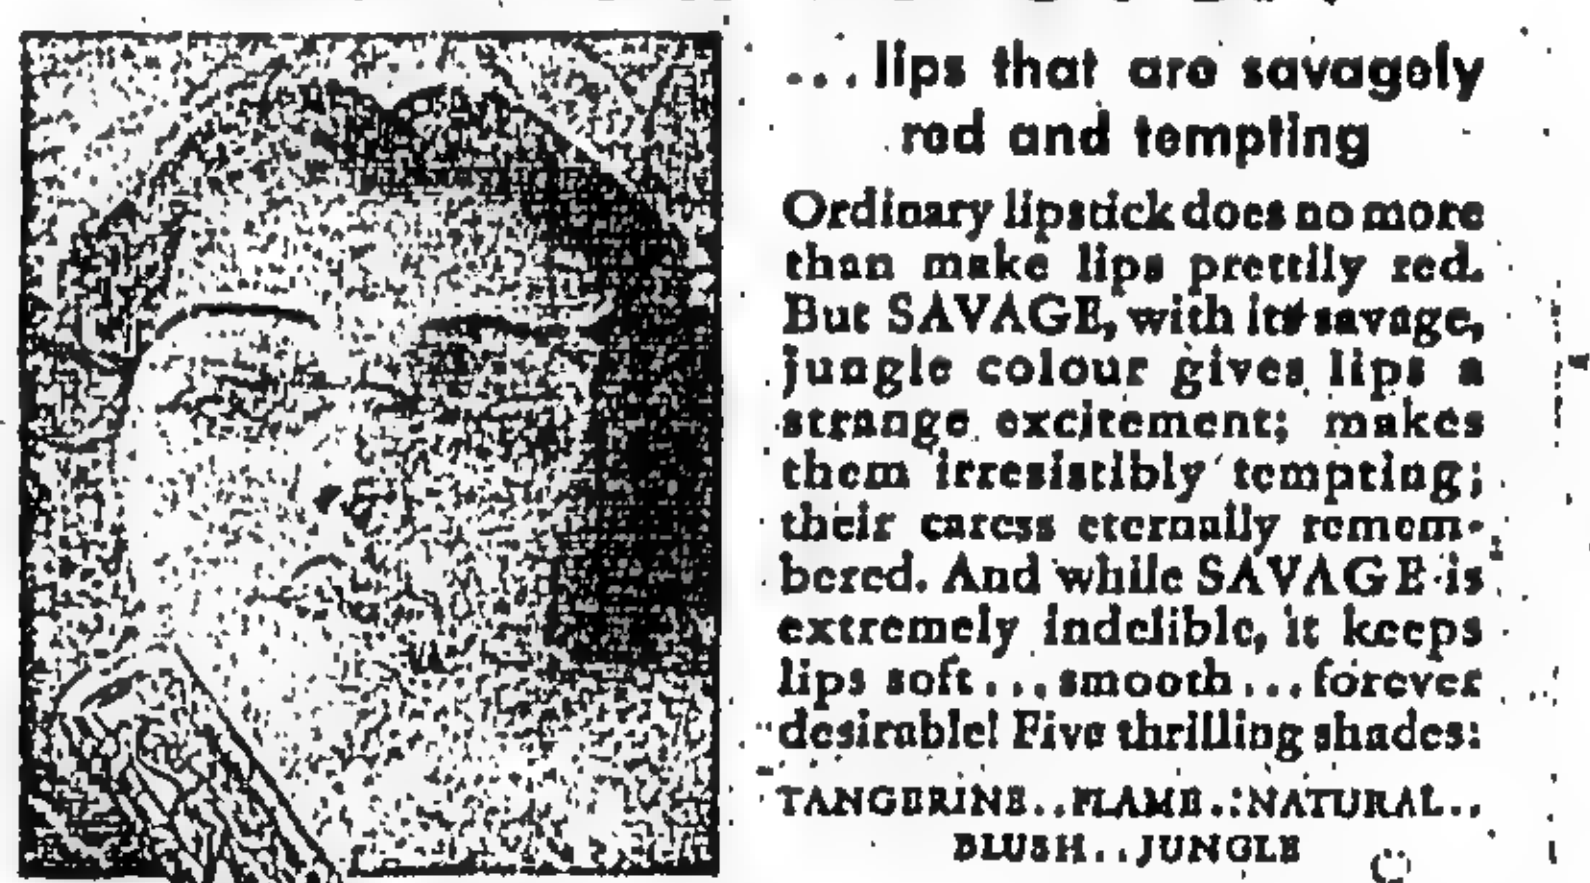 ...lips that are savagely
red and tempting
Ordinary lipstick does no more
than make lips prettily red.
But SAVAGE, with its savage,
jungle colour gives lips a
strange excitement; makes
them irresistibly tempting;
their caress eternally remem-
bered. And while SAVAGE is
extremely indelible, it keeps
lips soft...smooth...forever
desirable! Five thrilling shades:
TANGERINE..FLAME..NATURAL..
BLUSH..JUNGLE